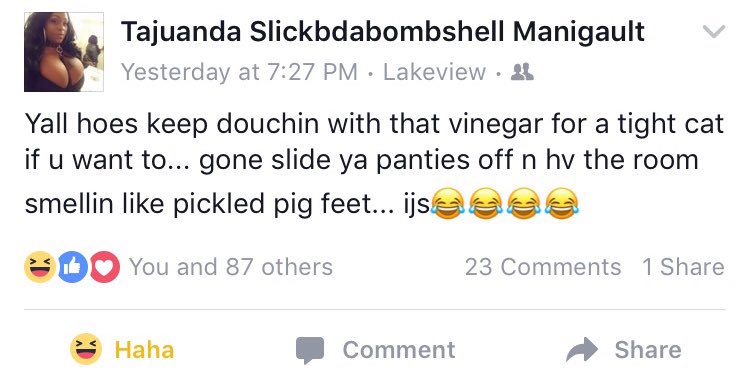 Tajuanda Slickbdabombshell Manigault
Yesterday at 7:27 PM · Lakeview ·
Yall hoes keep douchin with that vinegar for a tight cat
if u want to... gone slide ya panties off n hv the room
smellin like pickled pig feet... ijs😂😂😂😂
You and 87 others 23 Comments 1 Share
Haha Comment Share